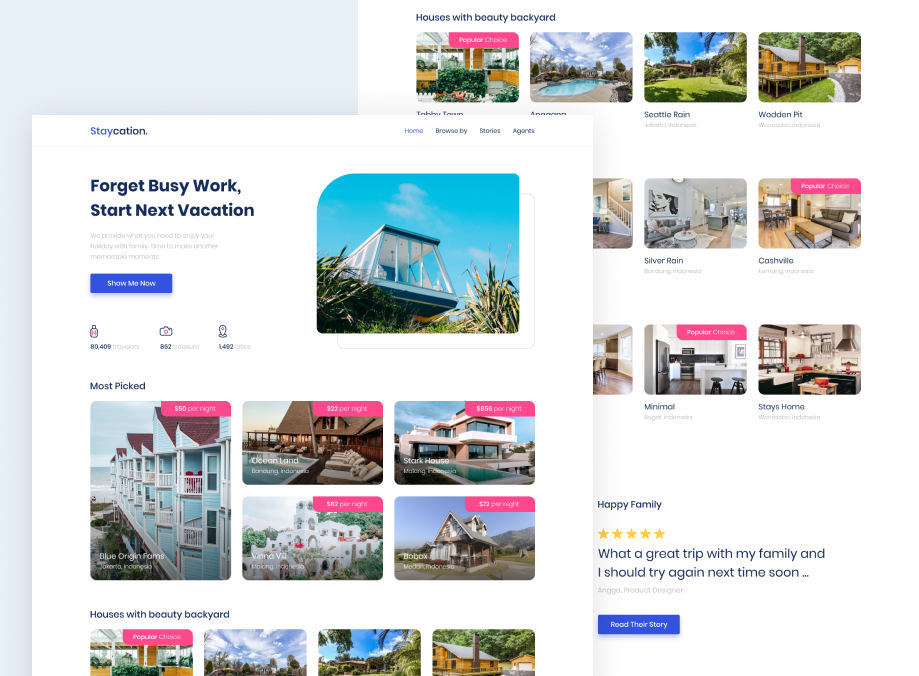 Houses with beauty backyard
Popular Choice
Tabby Town
Anggana
Seattle Rain
Jakarta, Indonesia
Wodden Pit
Wonosobo, Indonesia
Silver Rain
Bandung, Indonesia
Popular Choice
Cashville
Kemang, Indonesia
Popular Choice
Minimal
Bogor, Indonesia
Stays Home
Wonosobo, Indonesia
Happy Family
What a great trip with my family and
I should try again next time soon ...
Angga, Product Designer
Read Their Story
Staycation.
Home Browse by Stories Agents
Forget Busy Work,
Start Next Vacation
We provide what you need to enjoy your
holiday with family. Time to make another
memorable moments.
Show Me Now
80,409 travelers
862 treasure
1,492 cities
Most Picked
$50 per night
Blue Origin Fams
Jakarta, Indonesia
$22 per night
Ocean Land
Bandung, Indonesia
$856 per night
Stark House
Malang, Indonesia
$62 per night
Vinna Vill
Malang, Indonesia
$72 per night
Bobox
Medan, Indonesia
Houses with beauty backyard
Popular Choice